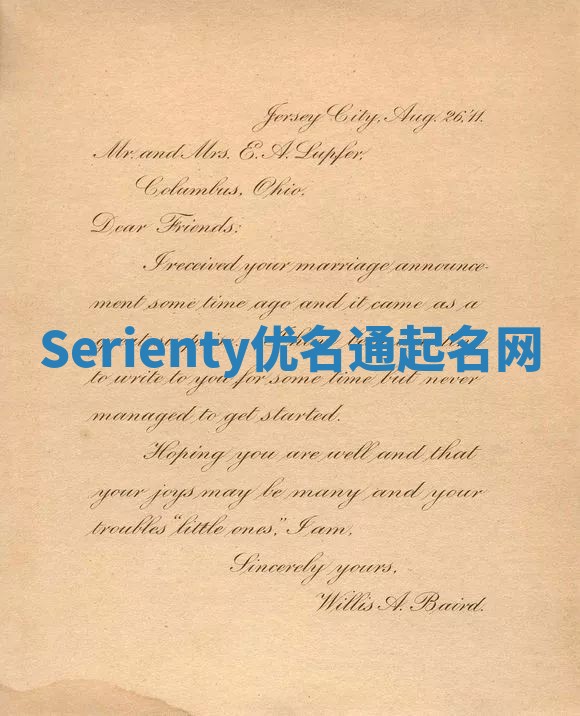 Jersey City, Aug. 26, '11.
Mr. and Mrs. E. A. Lupfer,
Columbus, Ohio.
Dear Friends:
I received your marriage announce-
ment some time ago and it came as a
Serienty优名通起名网
to write to you for some time but never
managed to get started.
Hoping you are well and that
your joys may be many and your
troubles "little ones," I am,
Sincerely yours,
Willis A. Baird.